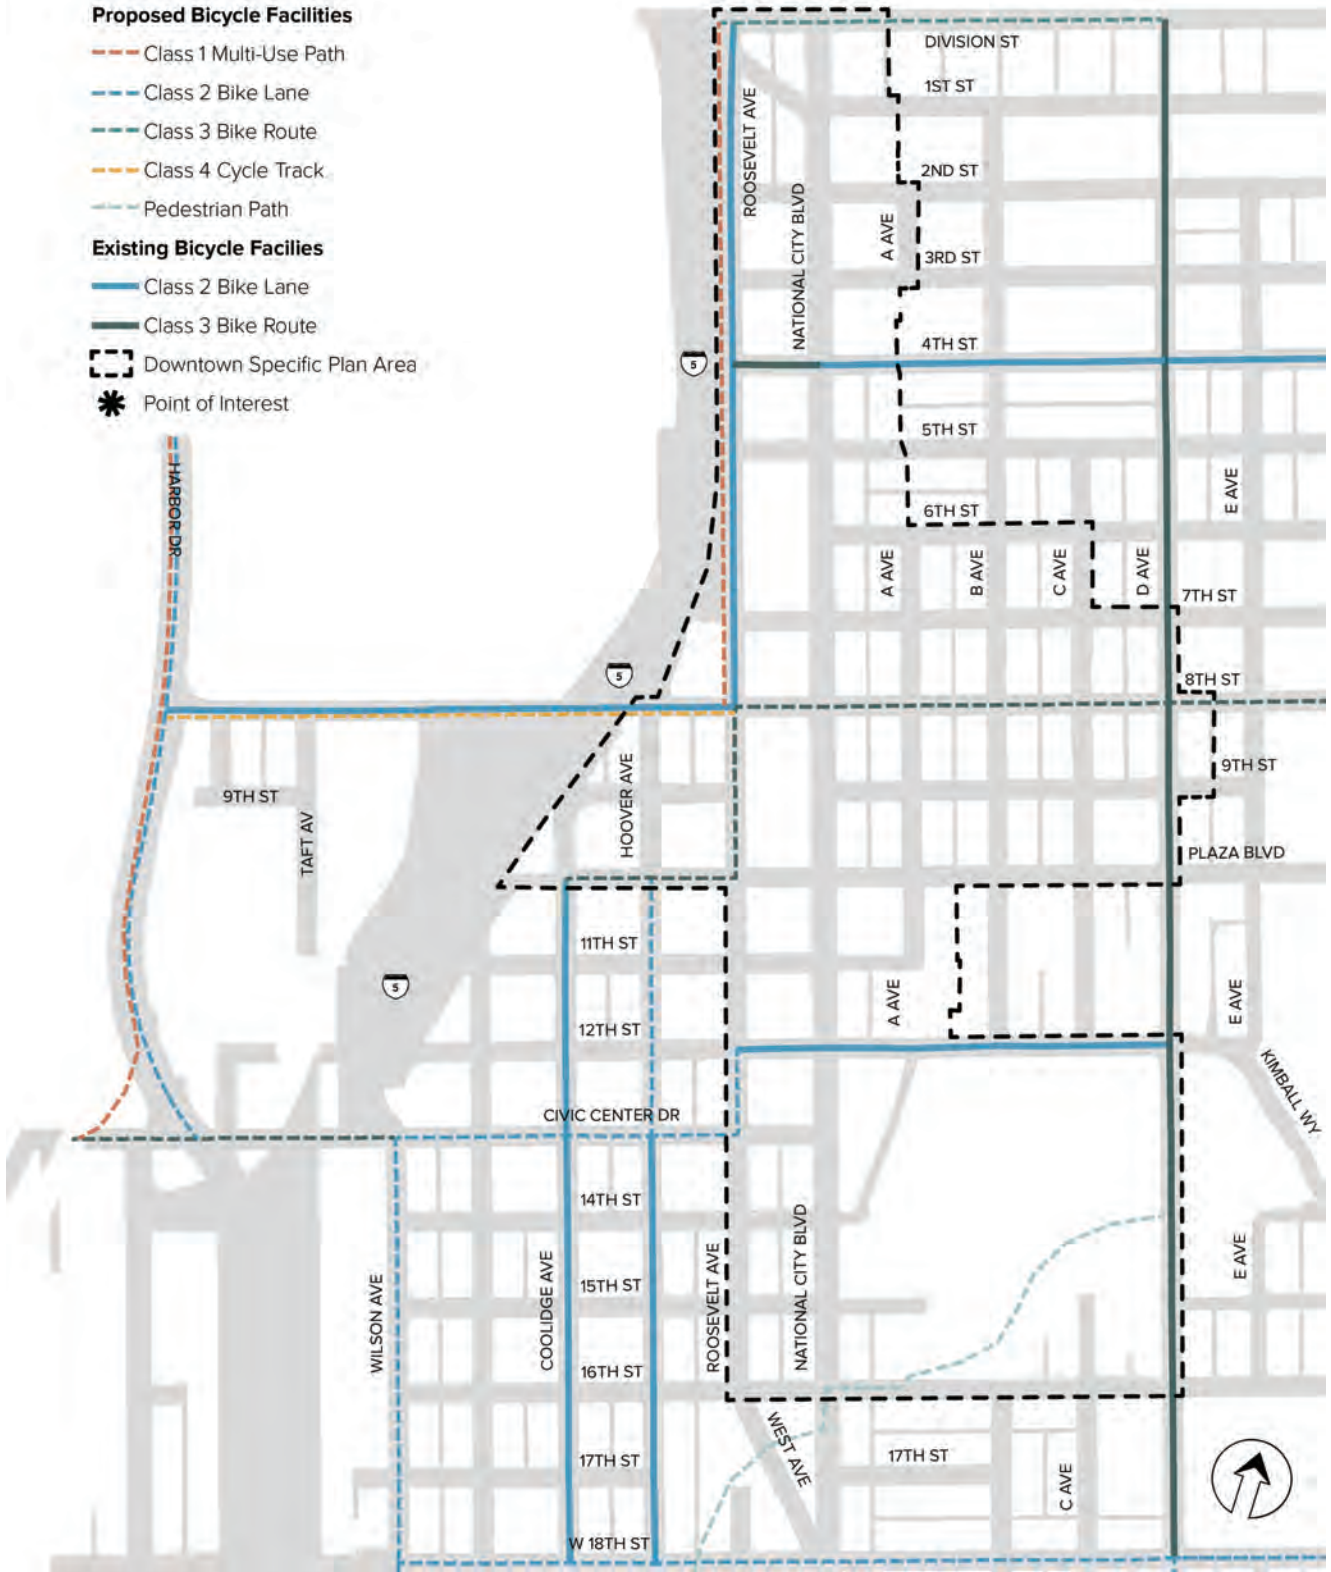 Proposed Bicycle Facilities
Class 1 Multi-Use Path
Class 2 Bike Lane
Class 3 Bike Route
Class 4 Cycle Track
Pedestrian Path
Existing Bicycle Facilies
Class 2 Bike Lane
Class 3 Bike Route
Downtown Specific Plan Area
Point of Interest
DIVISION ST
1ST ST
ROOSEVELT AVE
2ND ST
NATIONAL CITY BLVD
A AVE
3RD ST
4TH ST
5
5TH ST
HARBOR DR
E AVE
6TH ST
A AVE
B AVE
C AVE
D AVE
7TH ST
5
8TH ST
9TH ST
HOOVER AVE
9TH ST
TAFT AV
PLAZA BLVD
11TH ST
5
A AVE
E AVE
12TH ST
KIMBALL WY
CIVIC CENTER DR
14TH ST
NATIONAL CITY BLVD
E AVE
15TH ST
ROOSEVELT AVE
COOLIDGE AVE
WILSON AVE
16TH ST
WEST AVE
17TH ST
17TH ST
C AVE
W 18TH ST